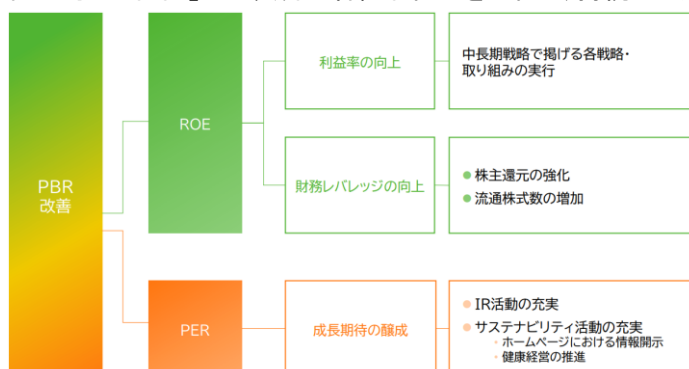 PBR
改善
ROE
利益率の向上
中長期戦略で掲げる各戦略・
取り組みの実行
財務レバレッジの向上
● 株主還元の強化
● 流通株式数の増加
PER
成長期待の醸成
● IR活動の充実
● サステナビリティ活動の充実
・ホームページにおける情報開示
・健康経営の推進